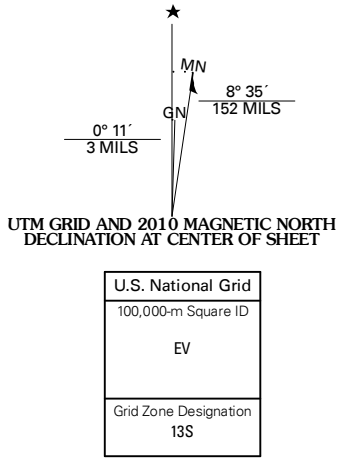 ★
MN
GN
8° 35´
152 MILS
0° 11´
3 MILS
UTM GRID AND 2010 MAGNETIC NORTH
DECLINATION AT CENTER OF SHEET
U.S. National Grid
100,000-m Square ID
EV
Grid Zone Designation
13S